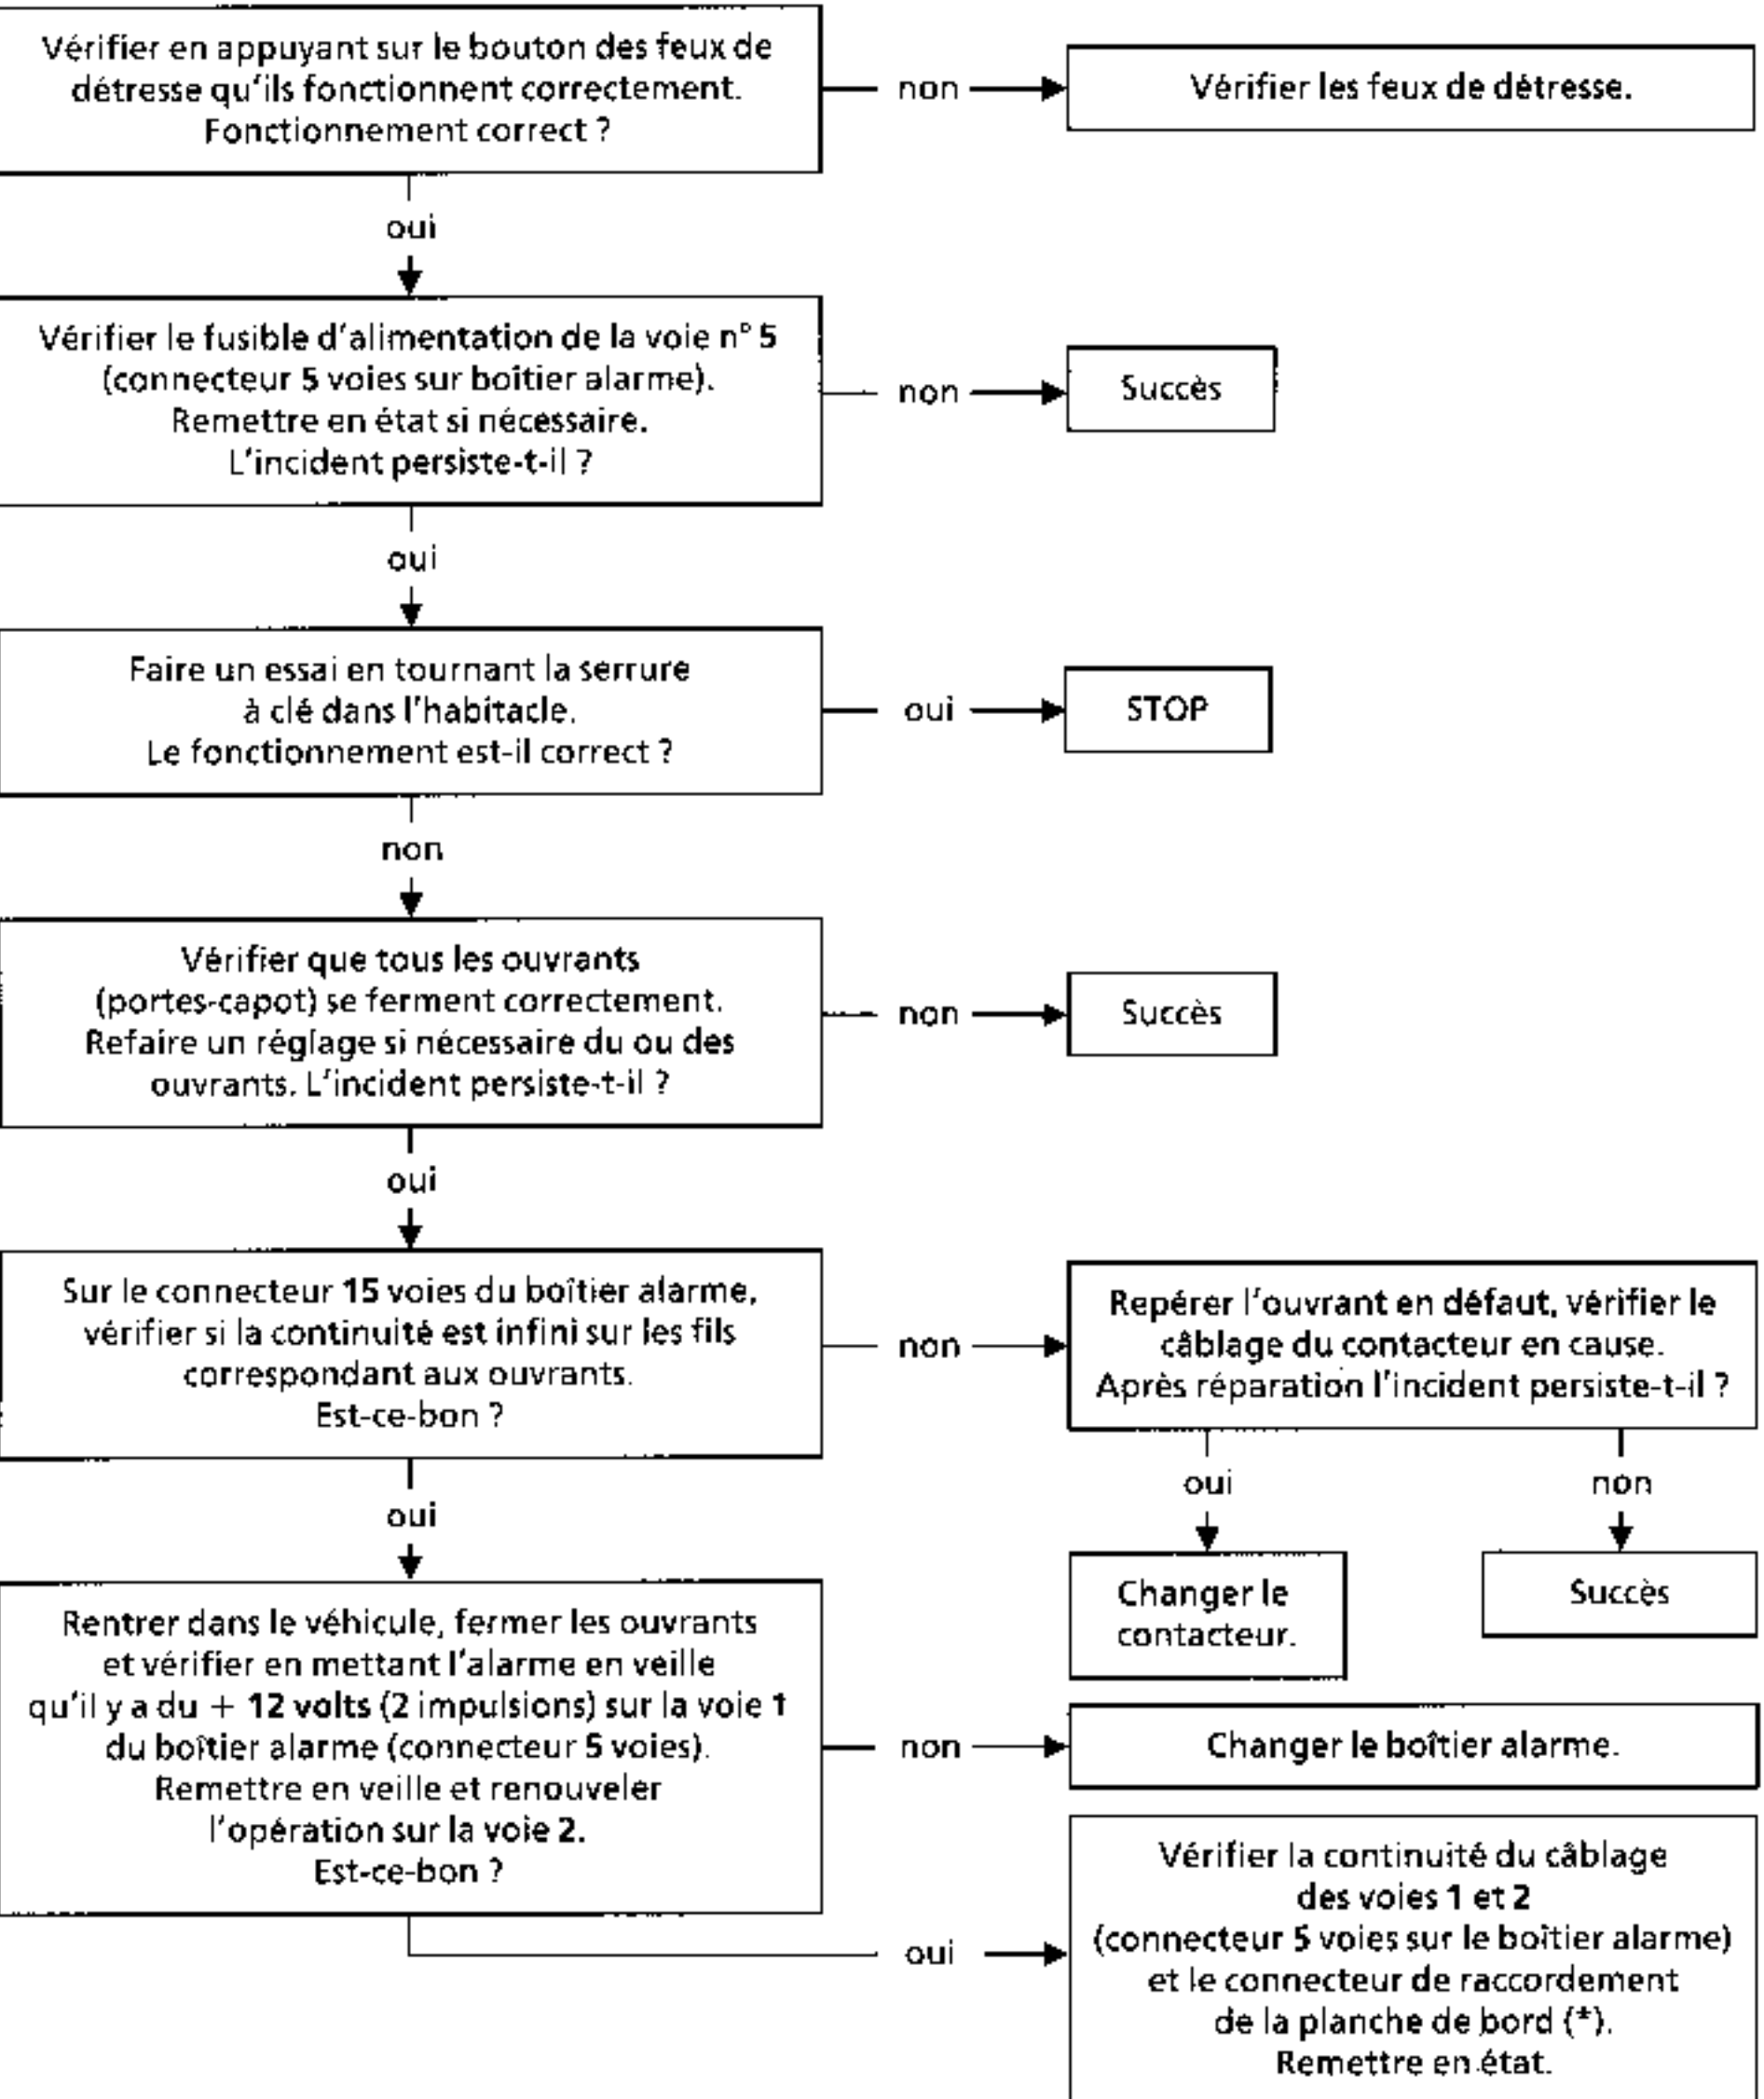 Vérifier en appuyant sur le bouton des feux de
détresse qu'ils fonctionnent correctement.
Fonctionnement correct ?
non
Vérifier les feux de détresse.
oui
Vérifier le fusible d'alimentation de la voie n° 5
(connecteur 5 voies sur boîtier alarme).
Remettre en état si nécessaire.
L'incident persiste-t-il ?
non
Succès
oui
Faire un essai en tournant la serrure
à clé dans l'habitacle.
Le fonctionnement est-il correct ?
oui
STOP
non
Vérifier que tous les ouvrants
(portes-capot) se ferment correctement.
Refaire un réglage si nécessaire du ou des
ouvrants. L'incident persiste-t-il ?
non
Succès
oui
Sur le connecteur 15 voies du boîtier alarme,
vérifier si la continuité est infini sur les fils
correspondant aux ouvrants.
Est-ce-bon ?
non
Repérer l'ouvrant en défaut, vérifier le
câblage du contacteur en cause.
Après réparation l'incident persiste-t-il ?
oui
non
Changer le
contacteur.
Succès
oui
Rentrer dans le véhicule, fermer les ouvrants
et vérifier en mettant l'alarme en veille
qu'il y a du + 12 volts (2 impulsions) sur la voie 1
du boîtier alarme (connecteur 5 voies).
Remettre en veille et renouveler
l'opération sur la voie 2.
Est-ce-bon ?
non
Changer le boîtier alarme.
oui
Vérifier la continuité du câblage
des voies 1 et 2
(connecteur 5 voies sur le boîtier alarme)
et le connecteur de raccordement
de la planche de bord (*).
Remettre en état.